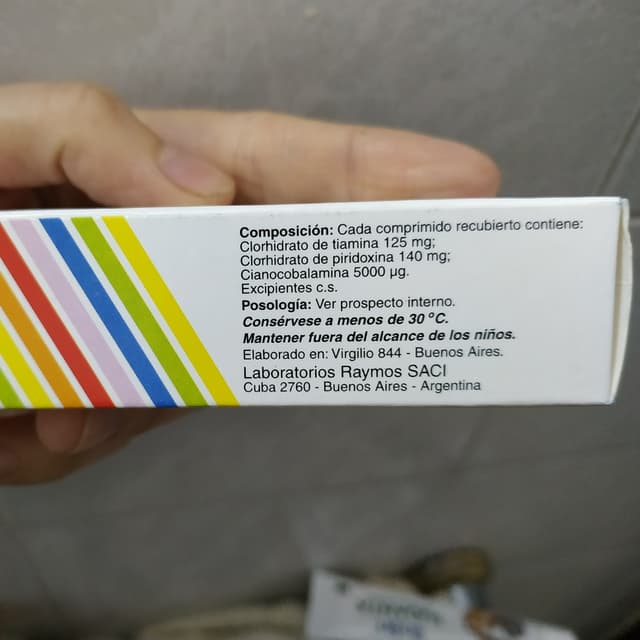 Composición: Cada comprimido recubierto contiene:
Clorhidrato de tiamina 125 mg;
Clorhidrato de piridoxina 140 mg;
Cianocobalamina 5000 µg.
Excipientes c.s.
Posología: Ver prospecto interno.
Consérvese a menos de 30 °C.
Mantener fuera del alcance de los niños.
Elaborado en: Virgilio 844 - Buenos Aires.
Laboratorios Raymos SACI
Cuba 2760 - Buenos Aires - Argentina